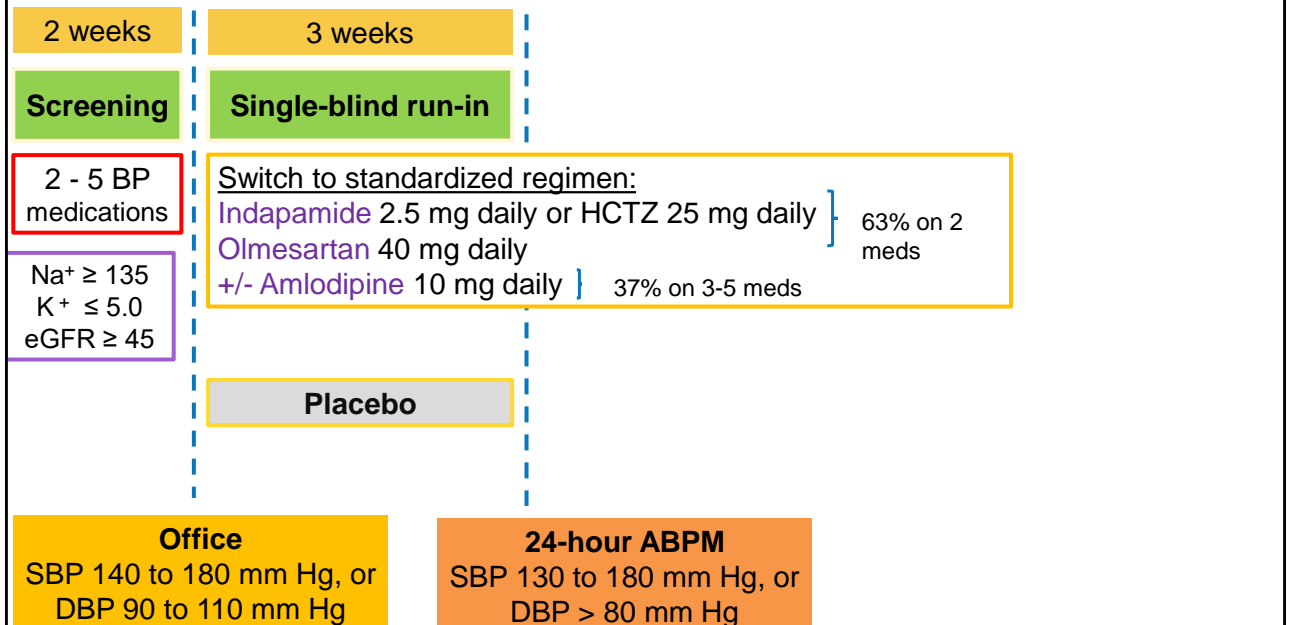 2 weeks
3 weeks
Screening
Single-blind run-in
2 - 5 BP
medications
Na⁺ ≥ 135
K⁺ ≤ 5.0
eGFR ≥ 45
Switch to standardized regimen:
Indapamide 2.5 mg daily or HCTZ 25 mg daily
Olmesartan 40 mg daily
63% on 2
meds
+/- Amlodipine 10 mg daily
37% on 3-5 meds
Placebo
Office
SBP 140 to 180 mm Hg, or
DBP 90 to 110 mm Hg
24-hour ABPM
SBP 130 to 180 mm Hg, or
DBP > 80 mm Hg